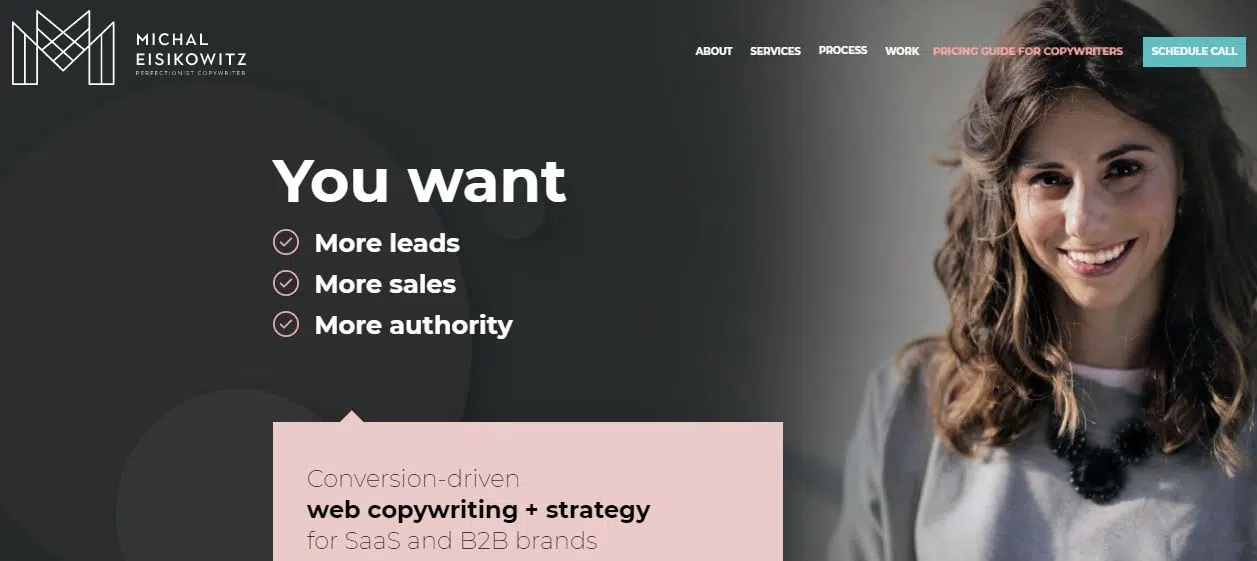 MICHAL
EISIKOWITZ
PERFECTIONIST COPYWRITER
ABOUT SERVICES PROCESS WORK PRICING GUIDE FOR COPYWRITERS SCHEDULE CALL
You want
More leads
More sales
More authority
Conversion-driven
web copywriting + strategy
for SaaS and B2B brands